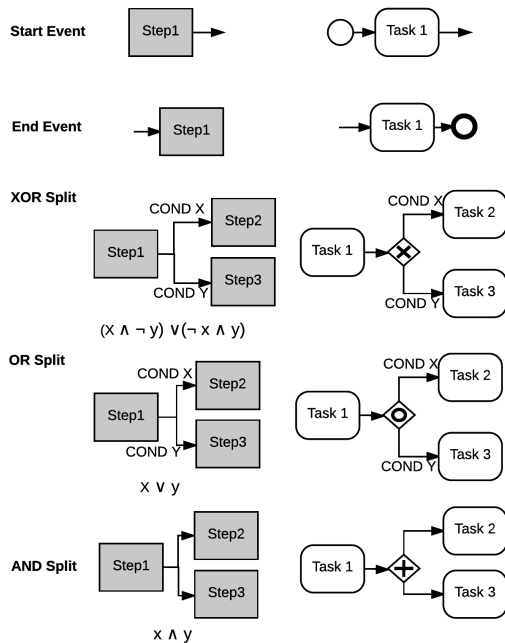 Start Event
Step1
Task 1
End Event
Step1
Task 1
XOR Split
COND X
Step2
Step1
Step3
COND Y
(x ∧ ¬ y) ∨(¬ x ∧ y)
COND X
Task 2
Task 1
Task 3
COND Y
OR Split
COND X
Step2
Step1
Step3
COND Y
x ∨ y
COND X
Task 2
Task 1
Task 3
COND Y
AND Split
Step2
Step1
Step3
x ∧ y
Task 2
Task 1
Task 3